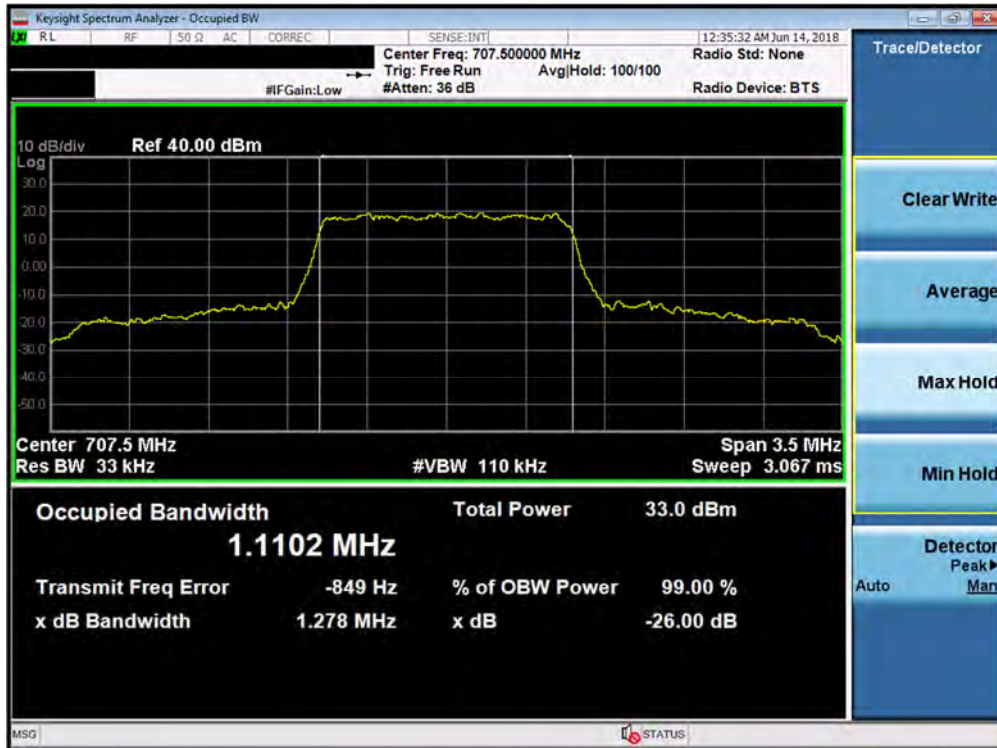 Keysight Spectrum Analyzer - Occupied BW
LXI RL RF 50 Ω AC CORREC SENSE:INT 12:35:32 AM Jun 14, 2018
Center Freq: 707.500000 MHz Radio Std: None
Trig: Free Run Avg|Hold: 100/100
#IFGain:Low #Atten: 36 dB Radio Device: BTS
Trace/Detector
10 dB/div Ref 40.00 dBm
Log
30.0
20.0
10.0
0.00
-10.0
-20.0
-30.0
-40.0
-50.0
Center 707.5 MHz Span 3.5 MHz
Res BW 33 kHz #VBW 110 kHz Sweep 3.067 ms
Occupied Bandwidth Total Power 33.0 dBm
1.1102 MHz
Transmit Freq Error -849 Hz % of OBW Power 99.00 %
x dB Bandwidth 1.278 MHz x dB -26.00 dB
Clear Write
Average
Max Hold
Min Hold
Detector
Peak▶
Auto Man
MSG STATUS